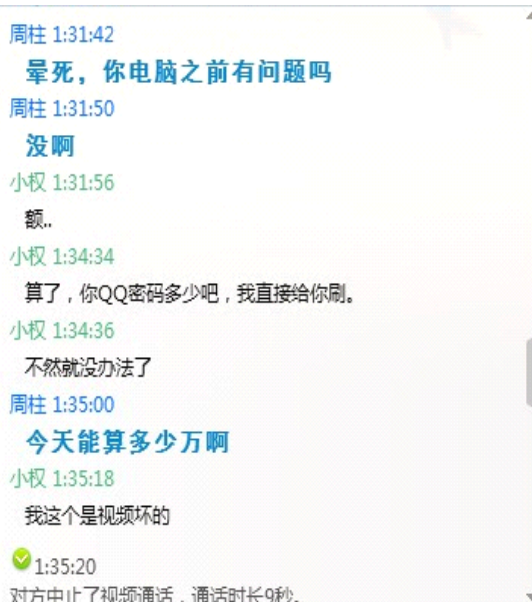 周柱 1:31:42
晕死，你电脑之前有问题吗
周柱 1:31:50
没啊
小权 1:31:56
额..
小权 1:34:34
算了，你QQ密码多少吧，我直接给你刷。
小权 1:34:36
不然就没办法了
周柱 1:35:00
今天能算多少万啊
小权 1:35:18
我这个是视频坏的
1:35:20
对方中止了视频通话，通话时长9秒。